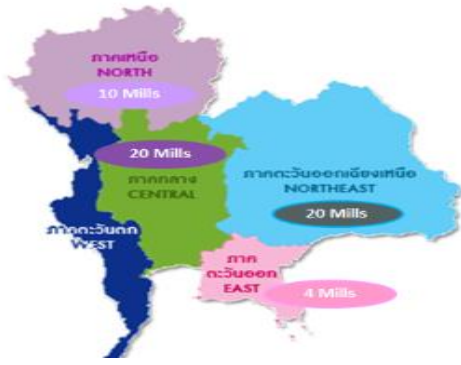 ภาคเหนือ
NORTH
10 Mills
20 Mills
ภาคกลาง
CENTRAL
ภาคตะวันออกเฉียงเหนือ
NORTHEAST
20 Mills
ภาคตะวันตก
WEST
ภาค
ตะวันออก
EAST
4 Mills